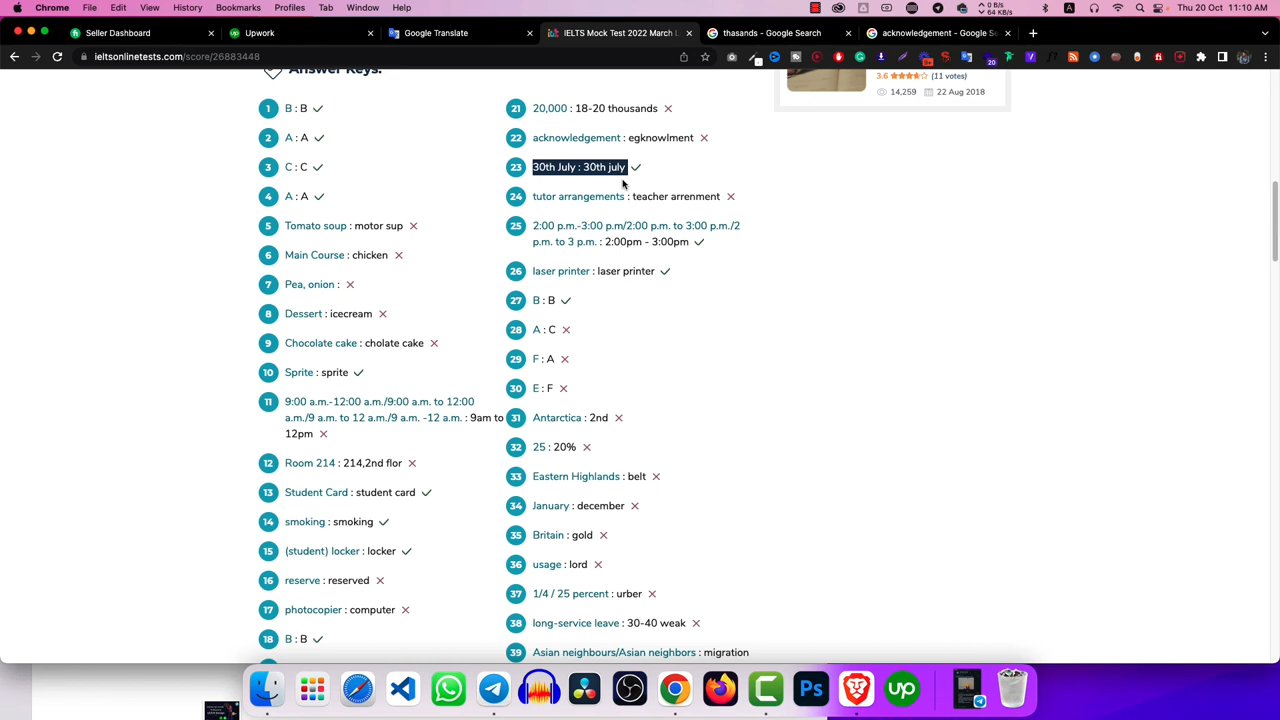 Chrome File Edit View History Bookmarks Profiles Tab Window Help
0 B/s
64 KB/s
Thu 20 Oct 11:10 AM
Seller Dashboard
Upwork
Google Translate
IELTS Mock Test 2022 March L
thasands - Google Search
acknowledgement - Google Se
ieltsonlinetests.com/score/26883448
Answer Keys:
3.6 (11 votes)
14,259 22 Aug 2018
1 B : B
2 A : A
3 C : C
4 A : A
5 Tomato soup : motor sup
6 Main Course : chicken
7 Pea, onion :
8 Dessert : icecream
9 Chocolate cake : cholate cake
10 Sprite : sprite
11 9:00 a.m.-12:00 a.m./9:00 a.m. to 12:00
a.m./9 a.m. to 12 a.m./9 a.m. -12 a.m. : 9am to
12pm
12 Room 214 : 214,2nd flor
13 Student Card : student card
14 smoking : smoking
15 (student) locker : locker
16 reserve : reserved
17 photocopier : computer
18 B : B
21 20,000 : 18-20 thousands
22 acknowledgement : egknowlment
23 30th July : 30th july
24 tutor arrangements : teacher arrenment
25 2:00 p.m.-3:00 p.m/2:00 p.m. to 3:00 p.m./2
p.m. to 3 p.m. : 2:00pm - 3:00pm
26 laser printer : laser printer
27 B : B
28 A : C
29 F : A
30 E : F
31 Antarctica : 2nd
32 25 : 20%
33 Eastern Highlands : belt
34 January : december
35 Britain : gold
36 usage : lord
37 1/4 / 25 percent : urber
38 long-service leave : 30-40 weak
39 Asian neighbours/Asian neighbors : migration
Ps
up